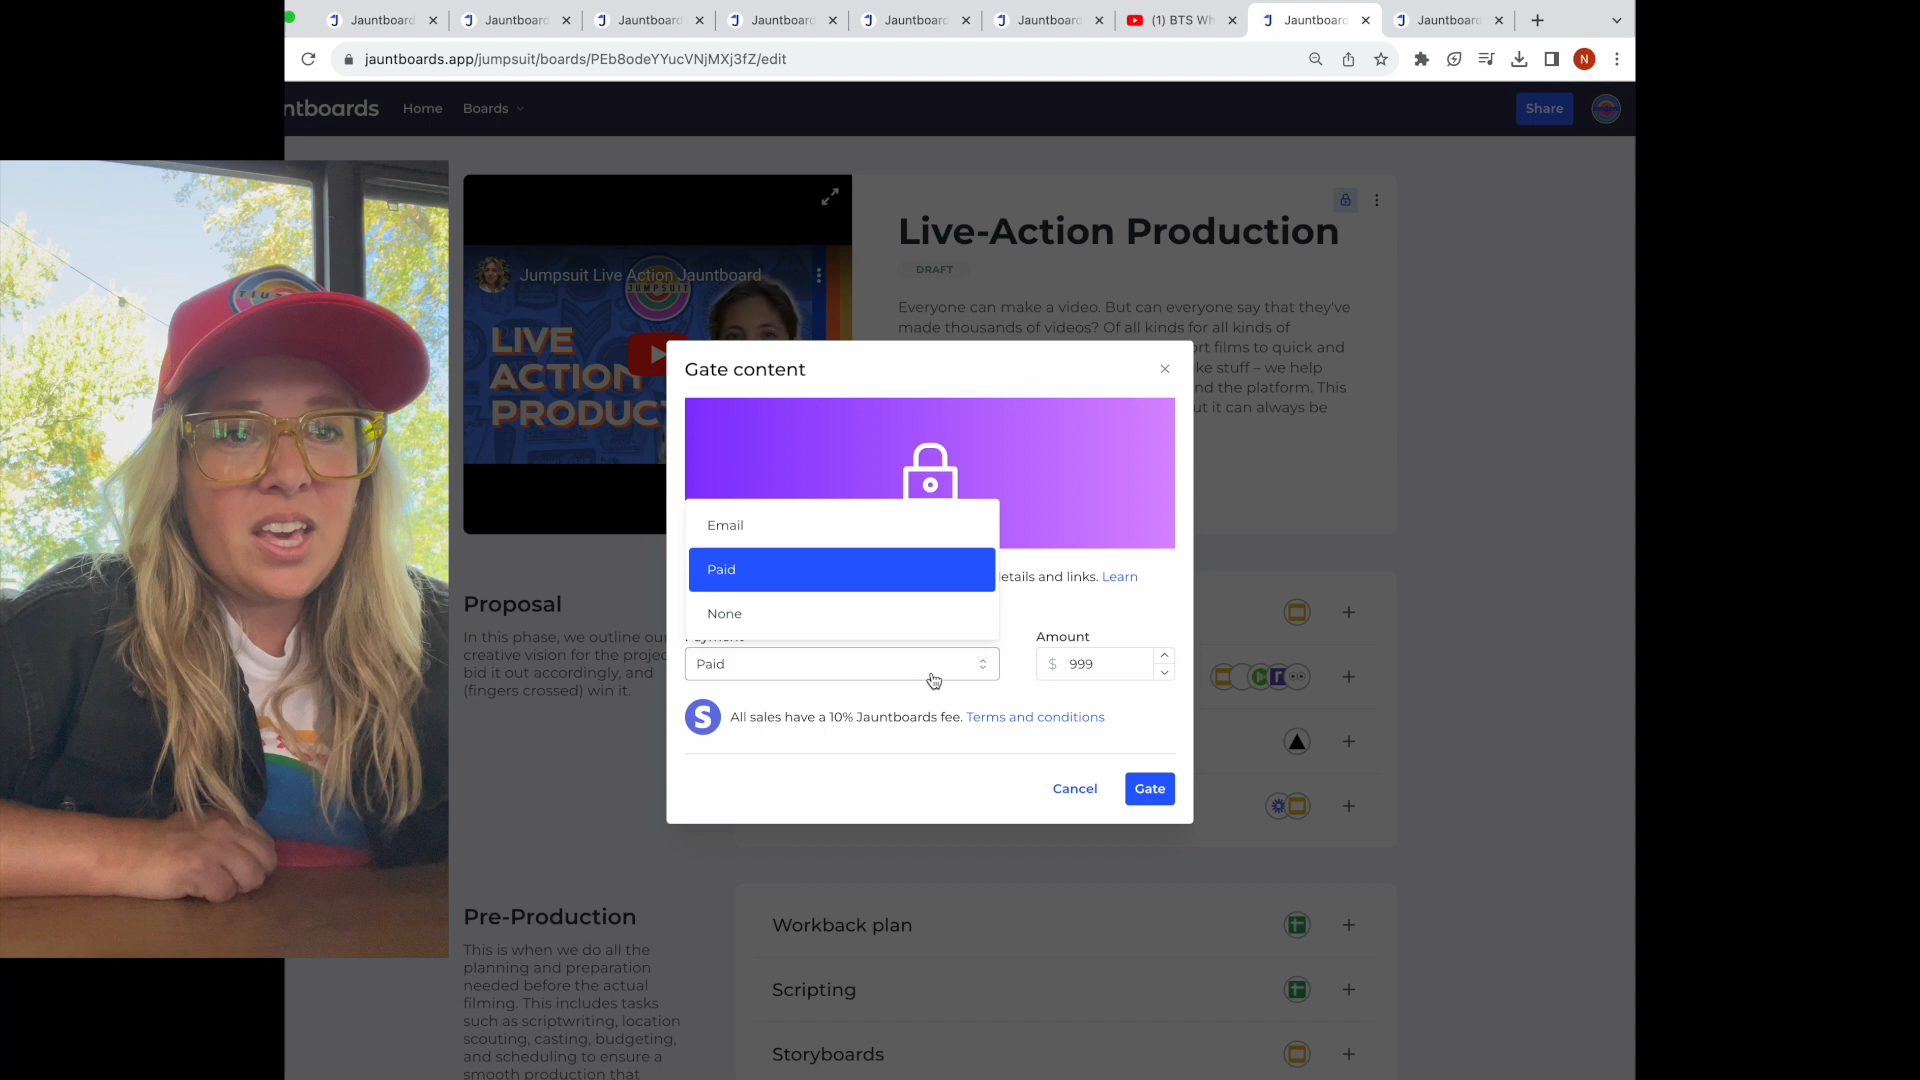 Jauntboard
Jauntboard
Jauntboard
Jauntboard
Jauntboard
Jauntboard
(1) BTS Wh
Jauntboard
Jauntboard
jauntboards.app/jumpsuit/boards/PEb8odeYYucVNjMXj3fZ/edit
N
ntboards
Home
Boards
Share
Jumpsuit Live Action Jauntboard
JUMPSUIT
LIVE
ACTION
PRODUCT
Live-Action Production
DRAFT
Everyone can make a video. But can everyone say that they've
made thousands of videos? Of all kinds for all kinds of
rt films to quick and
ke stuff – we help
nd the platform. This
ut it can always be
Gate content
Email
Paid
None
details and links. Learn
Payment
Amount
Paid
$ 999
S
All sales have a 10% Jauntboards fee. Terms and conditions
Cancel
Gate
Proposal
In this phase, we outline our
creative vision for the project
bid it out accordingly, and
(fingers crossed) win it.
Pre-Production
This is when we do all the
planning and preparation
needed before the actual
filming. This includes tasks
such as scriptwriting, location
scouting, casting, budgeting,
and scheduling to ensure a
smooth production that
Workback plan
Scripting
Storyboards